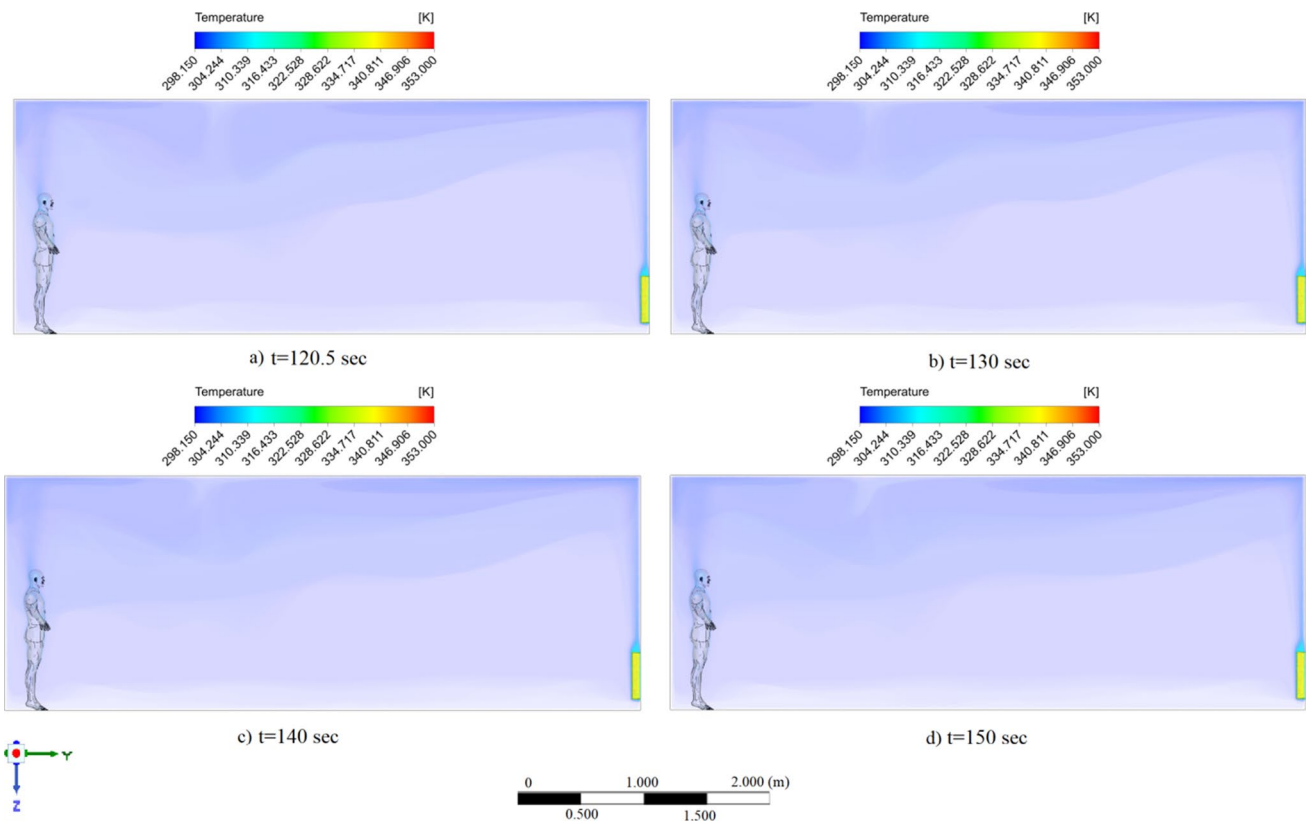 Temperature [K]
298.150 304.244 310.339 316.433 322.528 328.622 334.717 340.811 346.906 353.000
Temperature [K]
298.150 304.244 310.339 316.433 322.528 328.622 334.717 340.811 346.906 353.000
a) t=120.5 sec
b) t=130 sec
Temperature [K]
298.150 304.244 310.339 316.433 322.528 328.622 334.717 340.811 346.906 353.000
Temperature [K]
298.150 304.244 310.339 316.433 322.528 328.622 334.717 340.811 346.906 353.000
c) t=140 sec
d) t=150 sec
Y
Z
0 1.000 2.000 (m)
0.500 1.500